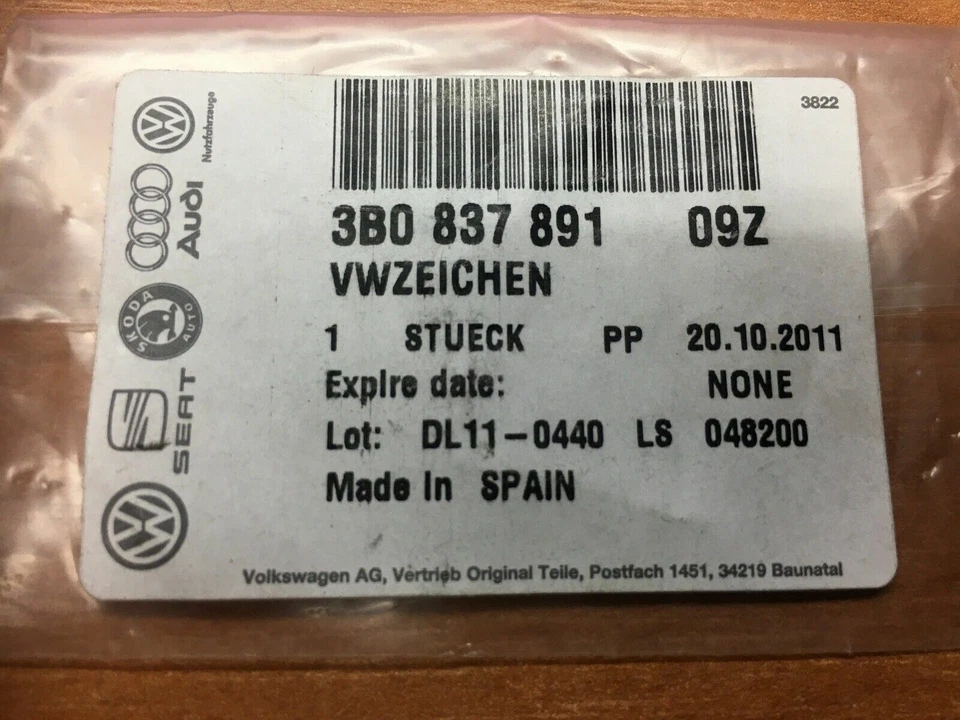 3822
Nutzfahrzeuge
Audi
SKODA
AUTO
SEAT
3B0 837 891 09Z
VWZEICHEN
1 STUECK PP 20.10.2011
Expire date: NONE
Lot: DL11-0440 LS 048200
Made In SPAIN
Volkswagen AG, Vertrieb Original Teile, Postfach 1451, 34219 Baunatal